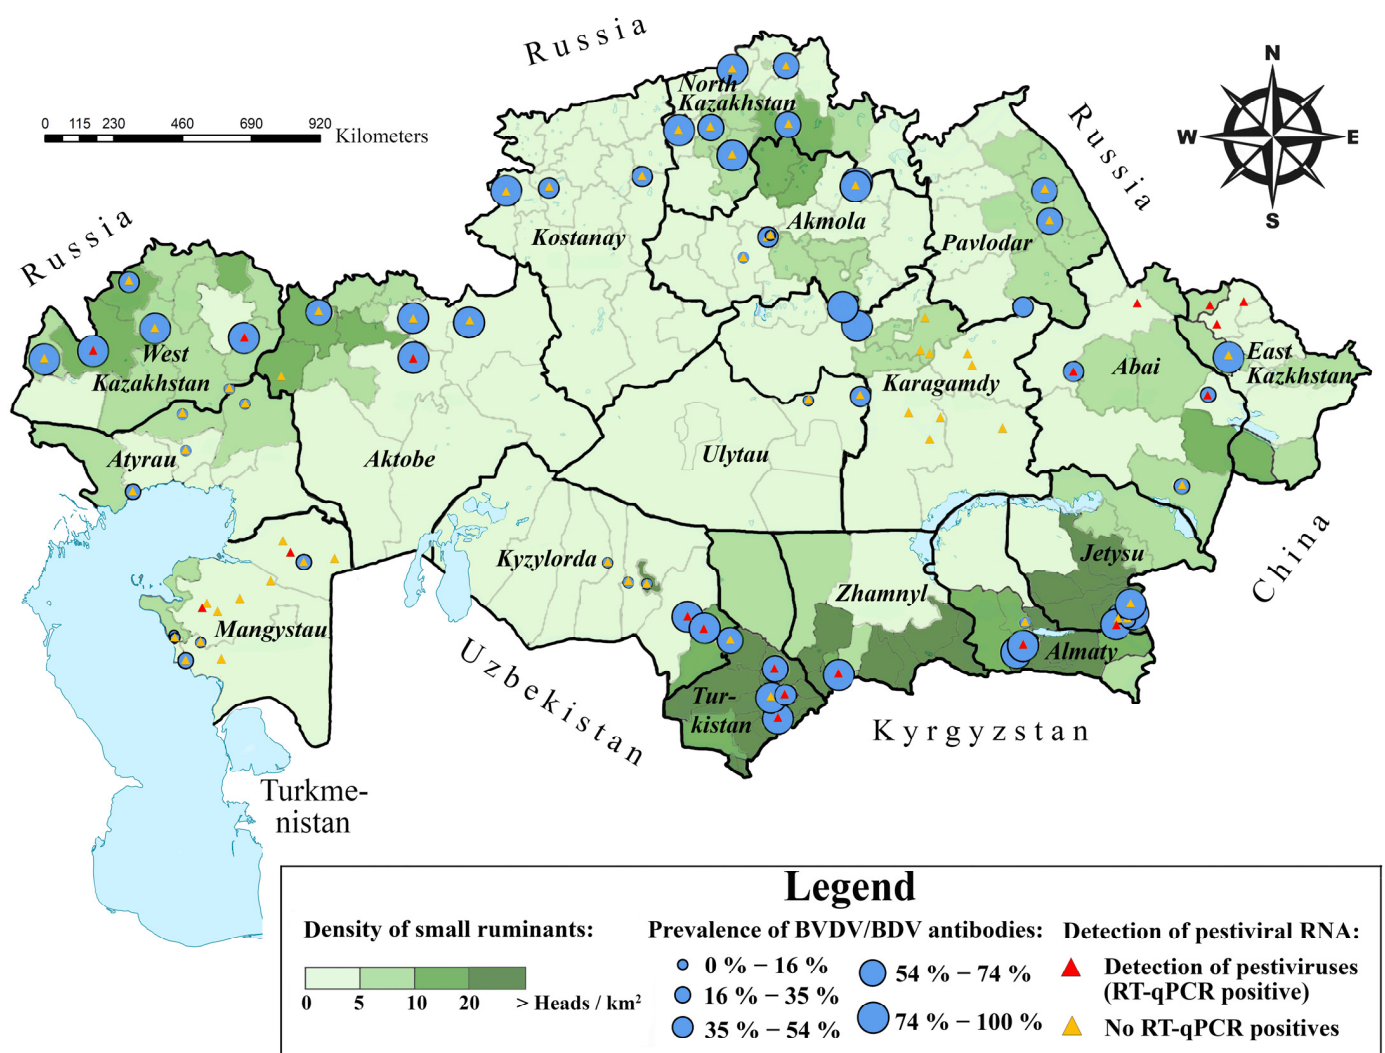 Russia
N
W
E
S
0 115 230 460 690 920 Kilometers
North
Kazakhstan
Russia
Russia
Kostanay
Akmola
Pavlodar
West
Kazakhstan
Abai
East
Kazkhstan
Karagamdy
Atyrau
Aktobe
Ulytau
China
Kyzylorda
Jetysu
Zhamnyl
Mangystau
Almaty
Uzbekistan
Tur-
kistan
Kyrgyzstan
Turkme-
nistan
Legend
Density of small ruminants:
0 5 10 20 > Heads / km²
Prevalence of BVDV/BDV antibodies:
0 % – 16 %
16 % – 35 %
35 % – 54 %
54 % – 74 %
74 % – 100 %
Detection of pestiviral RNA:
Detection of pestiviruses
(RT-qPCR positive)
No RT-qPCR positives